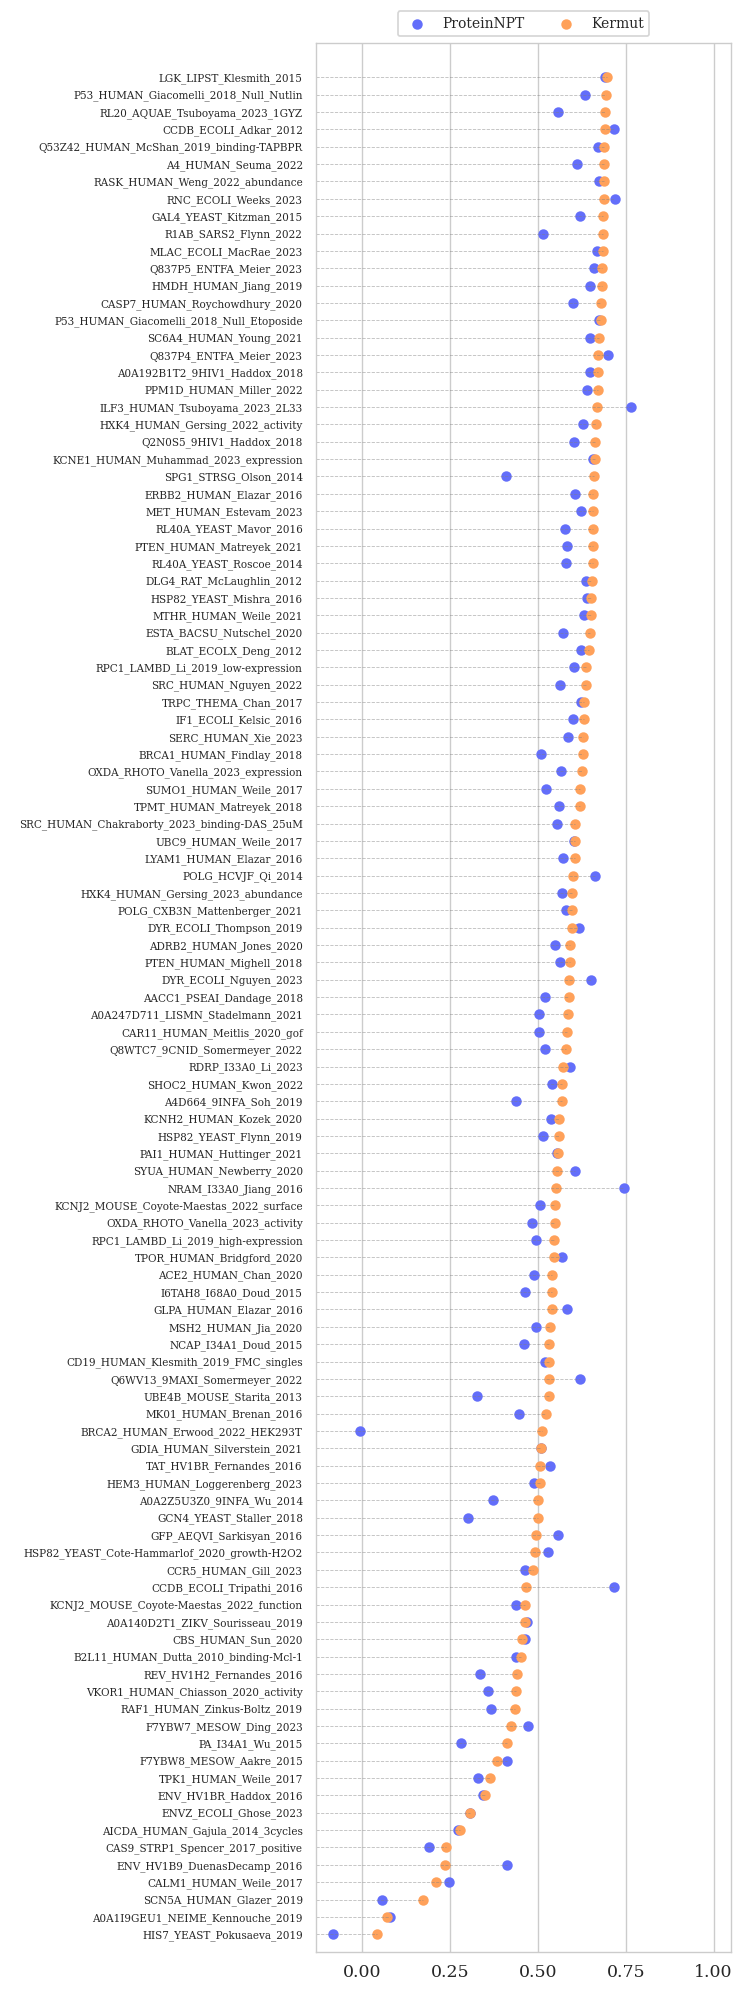 ProteinNPT Kermut
LGK_LIPST_Klesmith_2015
P53_HUMAN_Giacomelli_2018_Null_Nutlin
RL20_AQUAE_Tsuboyama_2023_1GYZ
CCDB_ECOLI_Adkar_2012
Q53Z42_HUMAN_McShan_2019_binding-TAPBPR
A4_HUMAN_Seuma_2022
RASK_HUMAN_Weng_2022_abundance
RNC_ECOLI_Weeks_2023
GAL4_YEAST_Kitzman_2015
R1AB_SARS2_Flynn_2022
MLAC_ECOLI_MacRae_2023
Q837P5_ENTFA_Meier_2023
HMDH_HUMAN_Jiang_2019
CASP7_HUMAN_Roychowdhury_2020
P53_HUMAN_Giacomelli_2018_Null_Etoposide
SC6A4_HUMAN_Young_2021
Q837P4_ENTFA_Meier_2023
A0A192B1T2_9HIV1_Haddox_2018
PPM1D_HUMAN_Miller_2022
ILF3_HUMAN_Tsuboyama_2023_2L33
HXK4_HUMAN_Gersing_2022_activity
Q2N0S5_9HIV1_Haddox_2018
KCNE1_HUMAN_Muhammad_2023_expression
SPG1_STRSG_Olson_2014
ERBB2_HUMAN_Elazar_2016
MET_HUMAN_Estevam_2023
RL40A_YEAST_Mavor_2016
PTEN_HUMAN_Matreyek_2021
RL40A_YEAST_Roscoe_2014
DLG4_RAT_McLaughlin_2012
HSP82_YEAST_Mishra_2016
MTHR_HUMAN_Weile_2021
ESTA_BACSU_Nutschel_2020
BLAT_ECOLX_Deng_2012
RPC1_LAMBD_Li_2019_low-expression
SRC_HUMAN_Nguyen_2022
TRPC_THEMA_Chan_2017
IF1_ECOLI_Kelsic_2016
SERC_HUMAN_Xie_2023
BRCA1_HUMAN_Findlay_2018
OXDA_RHOTO_Vanella_2023_expression
SUMO1_HUMAN_Weile_2017
TPMT_HUMAN_Matreyek_2018
SRC_HUMAN_Chakraborty_2023_binding-DAS_25uM
UBC9_HUMAN_Weile_2017
LYAM1_HUMAN_Elazar_2016
POLG_HCVJF_Qi_2014
HXK4_HUMAN_Gersing_2023_abundance
POLG_CXB3N_Mattenberger_2021
DYR_ECOLI_Thompson_2019
ADRB2_HUMAN_Jones_2020
PTEN_HUMAN_Mighell_2018
DYR_ECOLI_Nguyen_2023
AACC1_PSEAI_Dandage_2018
A0A247D711_LISMN_Stadelmann_2021
CAR11_HUMAN_Meitlis_2020_gof
Q8WTC7_9CNID_Somermeyer_2022
RDRP_I33A0_Li_2023
SHOC2_HUMAN_Kwon_2022
A4D664_9INFA_Soh_2019
KCNH2_HUMAN_Kozek_2020
HSP82_YEAST_Flynn_2019
PAI1_HUMAN_Huttinger_2021
SYUA_HUMAN_Newberry_2020
NRAM_I33A0_Jiang_2016
KCNJ2_MOUSE_Coyote-Maestas_2022_surface
OXDA_RHOTO_Vanella_2023_activity
RPC1_LAMBD_Li_2019_high-expression
TPOR_HUMAN_Bridgford_2020
ACE2_HUMAN_Chan_2020
I6TAH8_I68A0_Doud_2015
GLPA_HUMAN_Elazar_2016
MSH2_HUMAN_Jia_2020
NCAP_I34A1_Doud_2015
CD19_HUMAN_Klesmith_2019_FMC_singles
Q6WV13_9MAXI_Somermeyer_2022
UBE4B_MOUSE_Starita_2013
MK01_HUMAN_Brenan_2016
BRCA2_HUMAN_Erwood_2022_HEK293T
GDIA_HUMAN_Silverstein_2021
TAT_HV1BR_Fernandes_2016
HEM3_HUMAN_Loggerenberg_2023
A0A2Z5U3Z0_9INFA_Wu_2014
GCN4_YEAST_Staller_2018
GFP_AEQVI_Sarkisyan_2016
HSP82_YEAST_Cote-Hammarlof_2020_growth-H2O2
CCR5_HUMAN_Gill_2023
CCDB_ECOLI_Tripathi_2016
KCNJ2_MOUSE_Coyote-Maestas_2022_function
A0A140D2T1_ZIKV_Sourisseau_2019
CBS_HUMAN_Sun_2020
B2L11_HUMAN_Dutta_2010_binding-Mcl-1
REV_HV1H2_Fernandes_2016
VKOR1_HUMAN_Chiasson_2020_activity
RAF1_HUMAN_Zinkus-Boltz_2019
F7YBW7_MESOW_Ding_2023
PA_I34A1_Wu_2015
F7YBW8_MESOW_Aakre_2015
TPK1_HUMAN_Weile_2017
ENV_HV1BR_Haddox_2016
ENVZ_ECOLI_Ghose_2023
AICDA_HUMAN_Gajula_2014_3cycles
CAS9_STRP1_Spencer_2017_positive
ENV_HV1B9_DuenasDecamp_2016
CALM1_HUMAN_Weile_2017
SCN5A_HUMAN_Glazer_2019
A0A1I9GEU1_NEIME_Kennouche_2019
HIS7_YEAST_Pokusaeva_2019
0.00 0.25 0.50 0.75 1.00